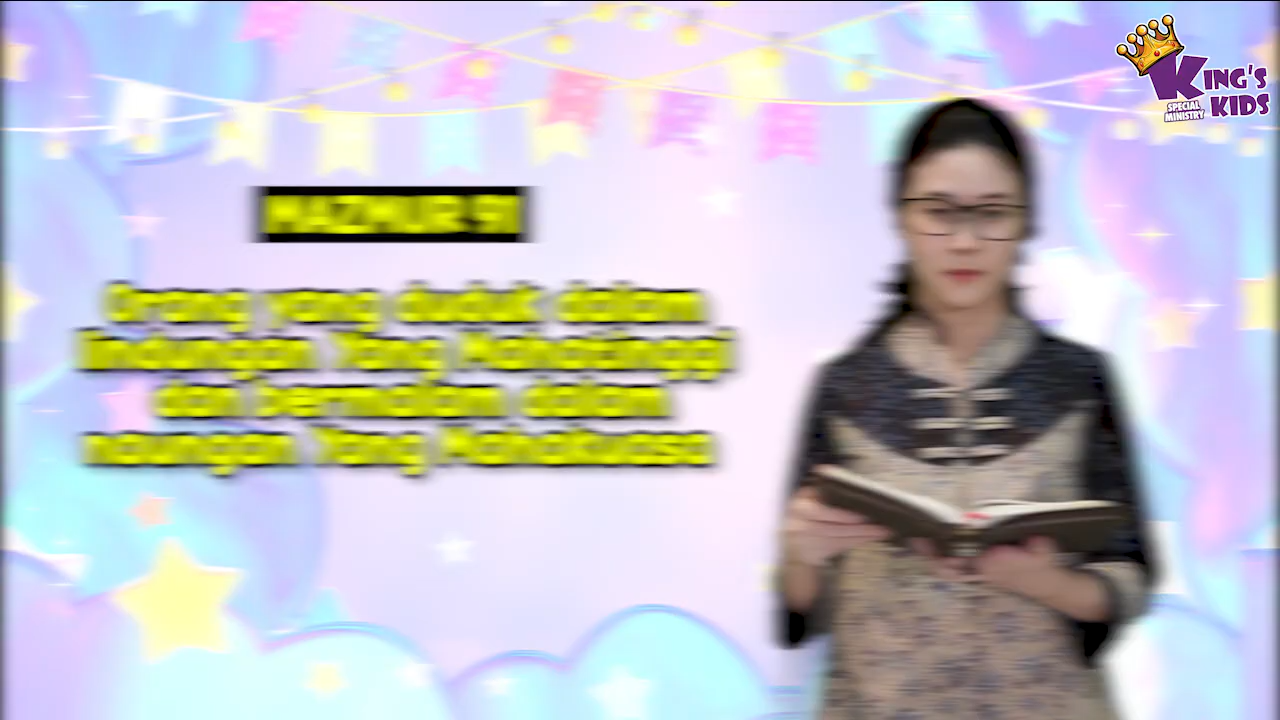 KING'S
KIDS
SPECIAL
MINISTRY
MAZMUR 91
Orang yang duduk dalam
lindungan Yang Mahatinggi
dan bermalam dalam
naungan Yang Mahakuasa